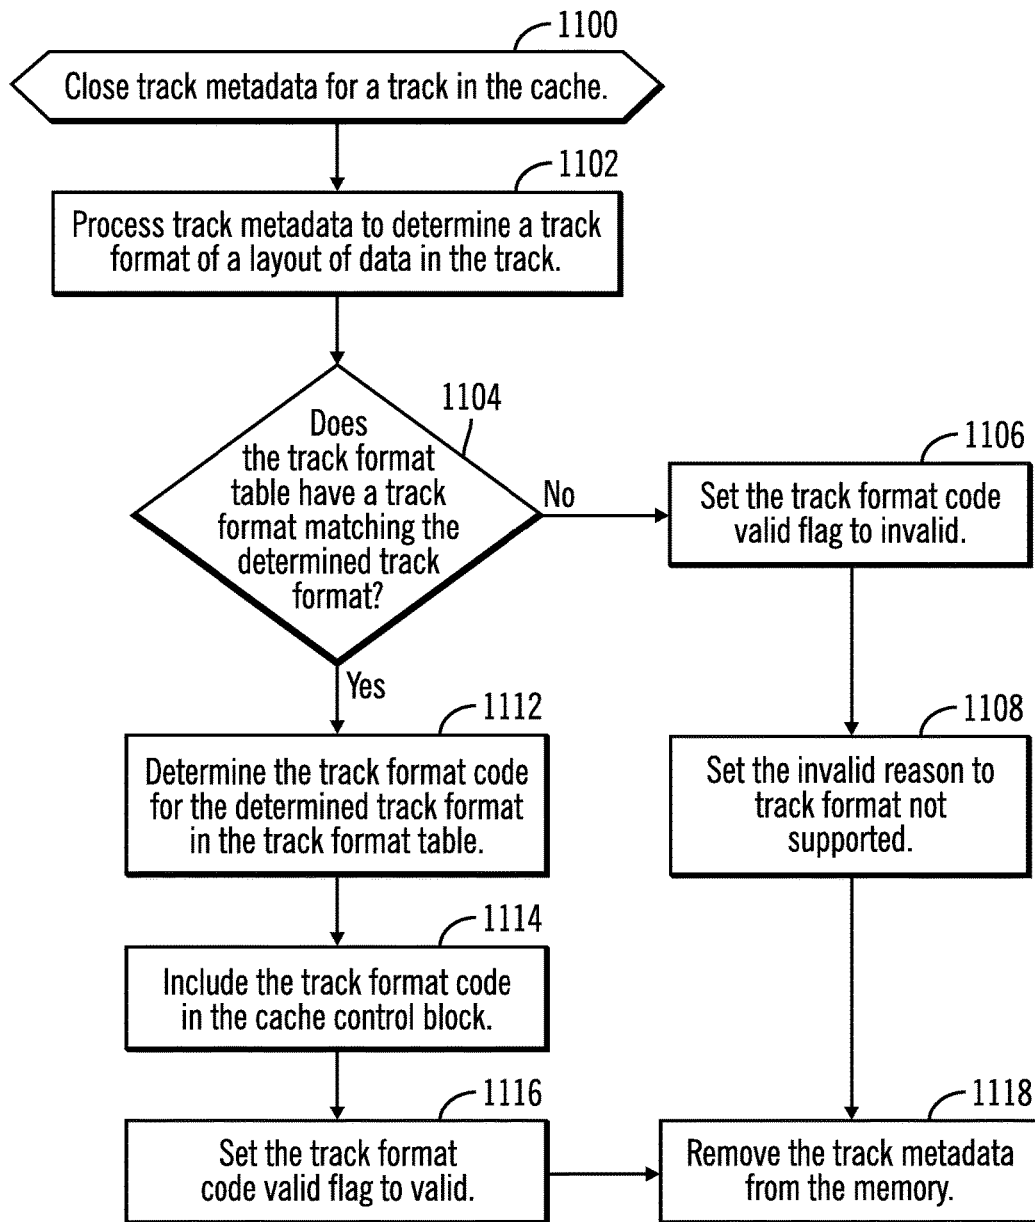 1100
Close track metadata for a track in the cache.
1102
Process track metadata to determine a track
format of a layout of data in the track.
1104
Does
the track format
table have a track
format matching the
determined track
format?
No
1106
Set the track format code
valid flag to invalid.
Yes
1112
Determine the track format code
for the determined track format
in the track format table.
1108
Set the invalid reason to
track format not
supported.
1114
Include the track format code
in the cache control block.
1116
Set the track format
code valid flag to valid.
1118
Remove the track metadata
from the memory.